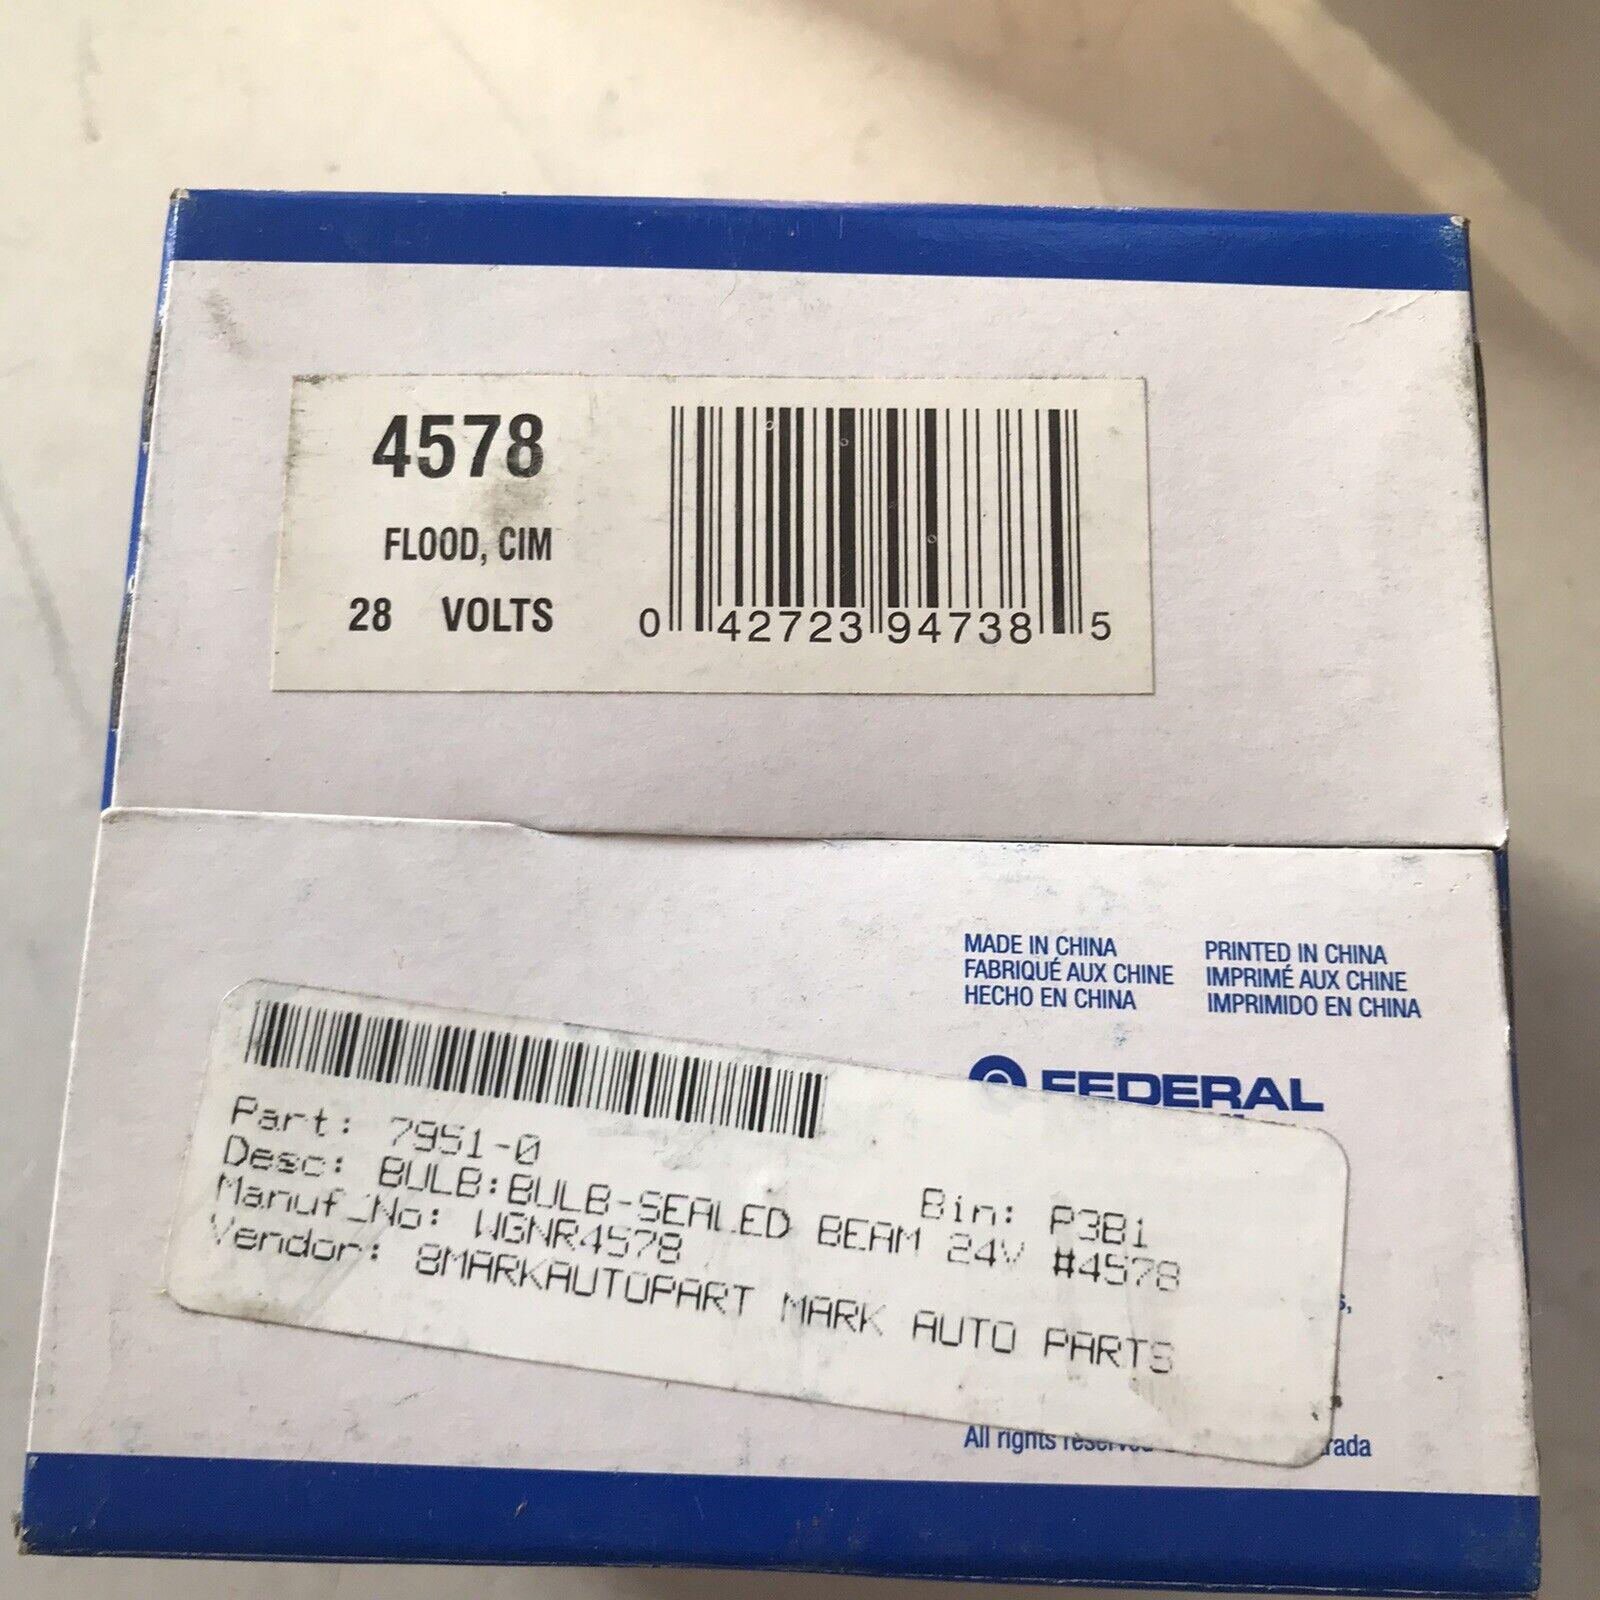 4578
FLOOD, CIM
28 VOLTS
0 42723 94738 5
MADE IN CHINA
FABRIQUÉ AUX CHINE
HECHO EN CHINA
PRINTED IN CHINA
IMPRIMÉ AUX CHINE
IMPRIMIDO EN CHINA
FEDERAL
Part: 7951-0
Bin: P3B1
Desc: BULB:BULB-SEALED BEAM 24V #4578
Manuf_No: WGNR4578
Vendor: 8MARKAUTOPART MARK AUTO PARTS
All rights